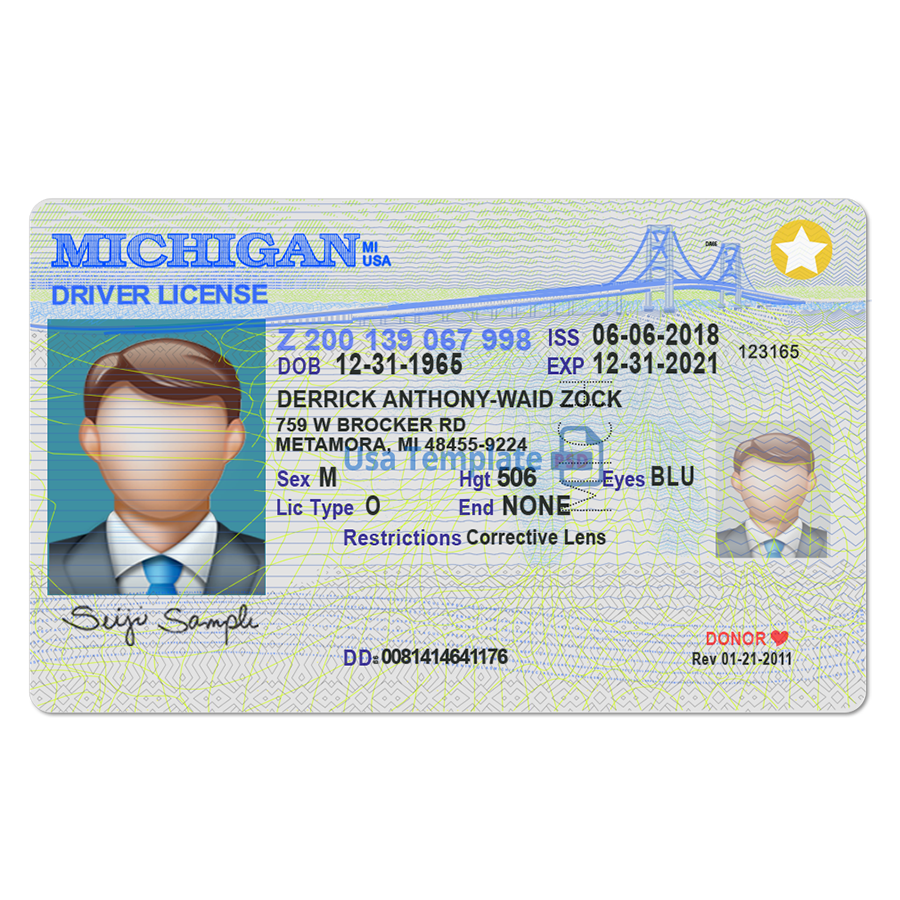 MICHIGAN MI USA
DRIVER LICENSE
Z 200 139 067 998 ISS 06-06-2018
DOB 12-31-1965 EXP 12-31-2021 123165
DERRICK ANTHONY-WAID ZOCK
759 W BROCKER RD
METAMORA, MI 48455-9224
Usa Template PSD
Sex M Hgt 506 Eyes BLU
Lic Type O End NONE
Restrictions Corrective Lens
Seiji Sample
DONOR
DD 0081414641176 Rev 01-21-2011